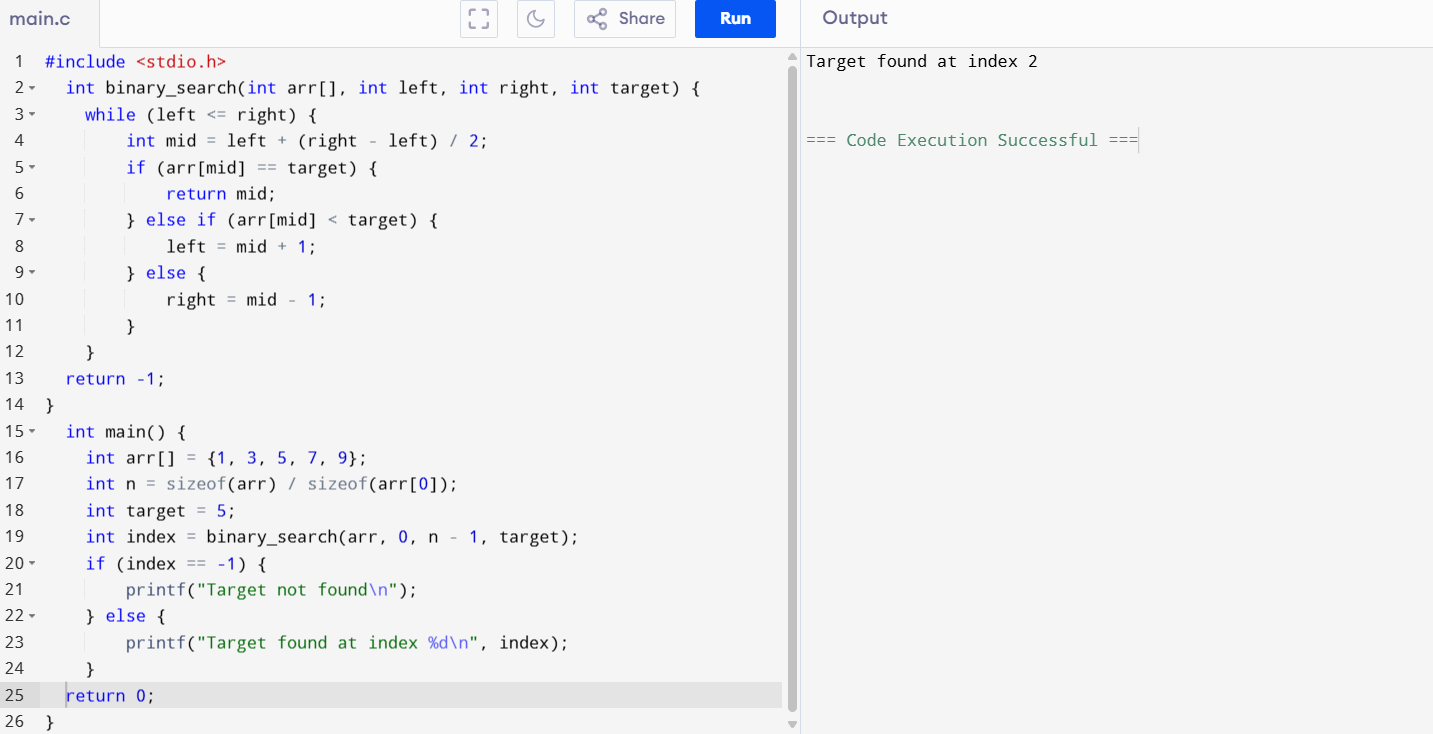 main.c
Share
Run
Output
1 #include <stdio.h>
2 int binary_search(int arr[], int left, int right, int target) {
3 while (left <= right) {
4 int mid = left + (right - left) / 2;
5 if (arr[mid] == target) {
6 return mid;
7 } else if (arr[mid] < target) {
8 left = mid + 1;
9 } else {
10 right = mid - 1;
11 }
12 }
13 return -1;
14 }
15 int main() {
16 int arr[] = {1, 3, 5, 7, 9};
17 int n = sizeof(arr) / sizeof(arr[0]);
18 int target = 5;
19 int index = binary_search(arr, 0, n - 1, target);
20 if (index == -1) {
21 printf("Target not found\n");
22 } else {
23 printf("Target found at index %d\n", index);
24 }
25 return 0;
26 }
Target found at index 2
=== Code Execution Successful ===